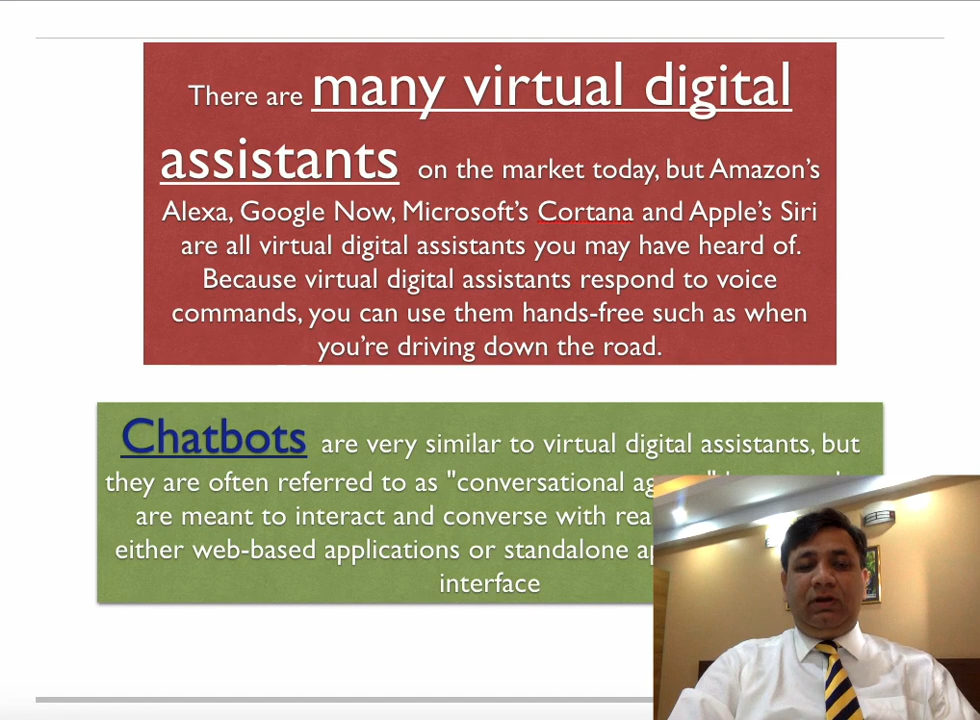 There are many virtual digital
assistants on the market today, but Amazon’s
Alexa, Google Now, Microsoft’s Cortana and Apple’s Siri
are all virtual digital assistants you may have heard of.
Because virtual digital assistants respond to voice
commands, you can use them hands-free such as when
you’re driving down the road.
Chatbots are very similar to virtual digital assistants, but
they are often referred to as "conversational
are meant to interact and converse with
either web-based applications or standalone
interface